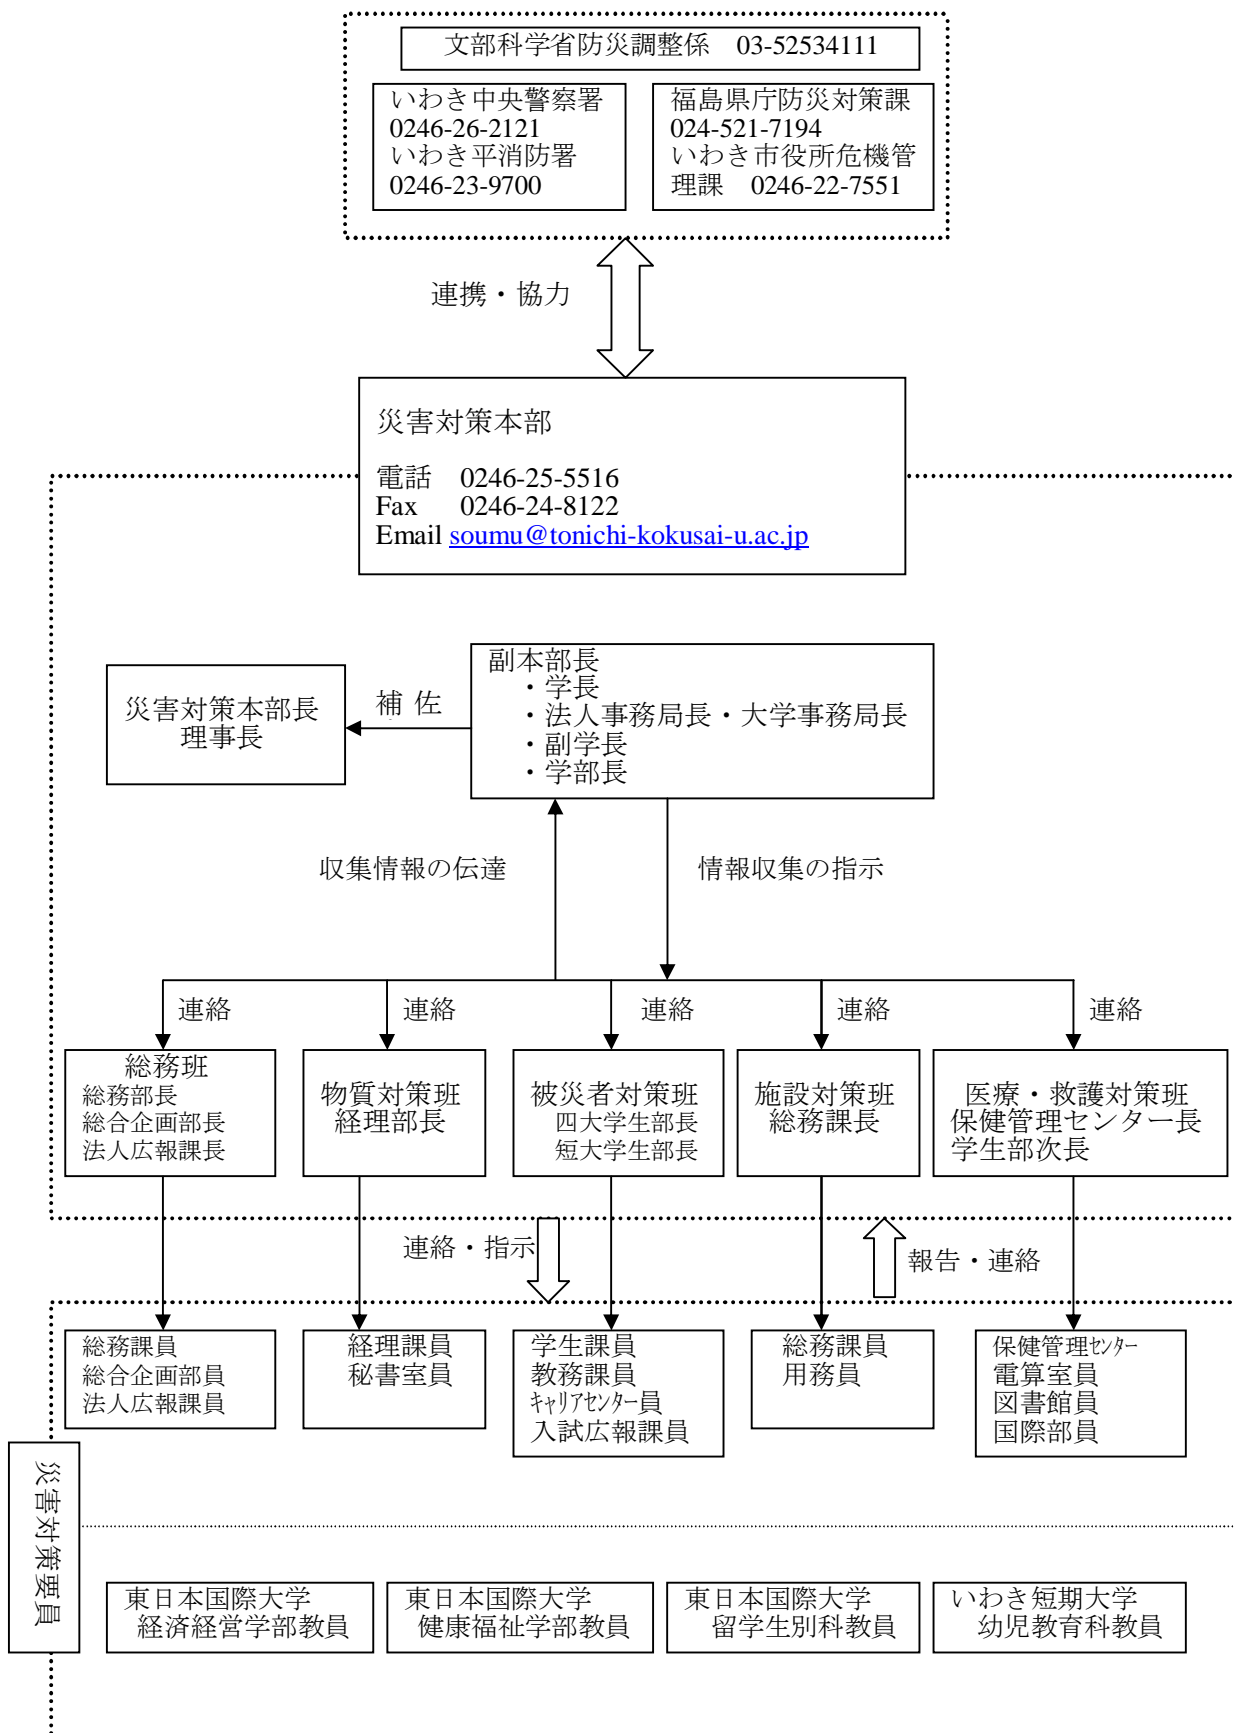 文部科学省防災調整係　03-52534111
いわき中央警察署
0246-26-2121
いわき平消防署
0246-23-9700
福島県庁防災対策課
024-521-7194
いわき市役所危機管
理課　0246-22-7551
連携・協力
災害対策本部
電話　0246-25-5516
Fax　0246-24-8122
Email soumu@tonichi-kokusai-u.ac.jp
災害対策本部長
理事長
補 佐
副本部長
・学長
・法人事務局長・大学事務局長
・副学長
・学部長
収集情報の伝達
情報収集の指示
連絡
連絡
連絡
連絡
連絡
総務班
総務部長
総合企画部長
法人広報課長
物質対策班
経理部長
被災者対策班
四大学生部長
短大学生部長
施設対策班
総務課長
医療・救護対策班
保健管理センター長
学生部次長
連絡・指示
報告・連絡
総務課員
総合企画部員
法人広報課員
経理課員
秘書室員
学生課員
教務課員
ｷｬﾘｱｾﾝﾀｰ員
入試広報課員
総務課員
用務員
保健管理ｾﾝﾀｰ
電算室員
図書館員
国際部員
災害対策要員
東日本国際大学
経済経営学部教員
東日本国際大学
健康福祉学部教員
東日本国際大学
留学生別科教員
いわき短期大学
幼児教育科教員